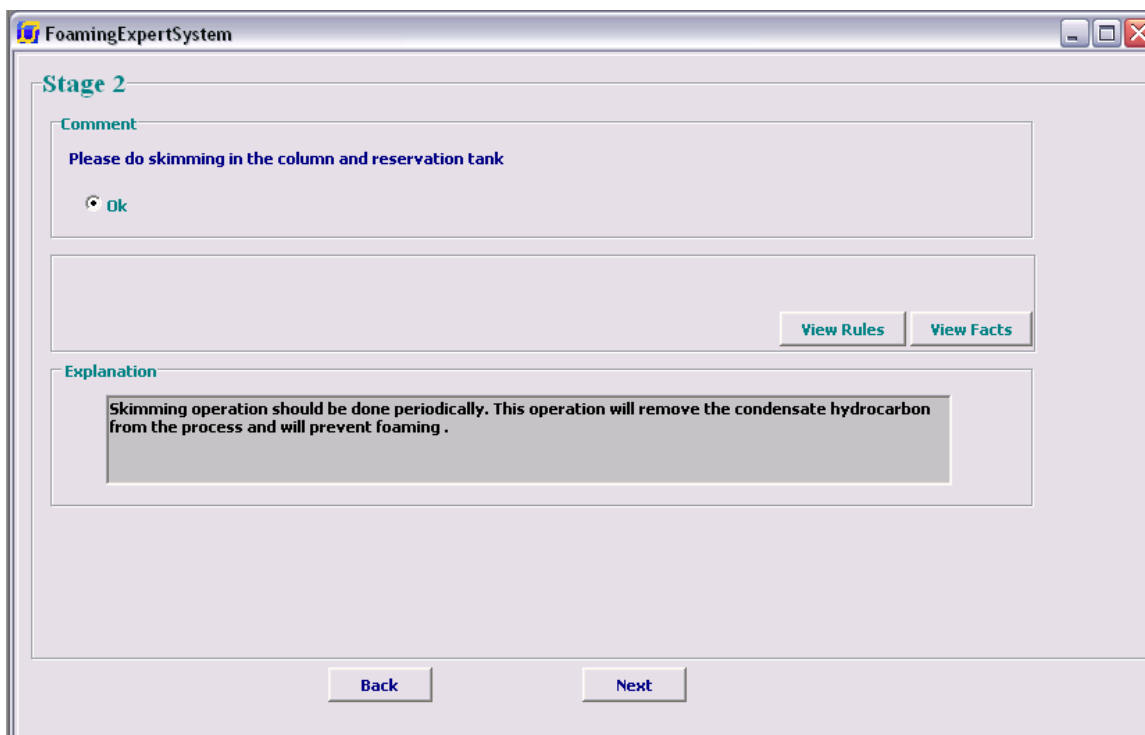 FoamingExpertSystem
Stage 2
Comment
Please do skimming in the column and reservation tank
Ok
View Rules View Facts
Explanation
Skimming operation should be done periodically. This operation will remove the condensate hydrocarbon
from the process and will prevent foaming .
Back Next